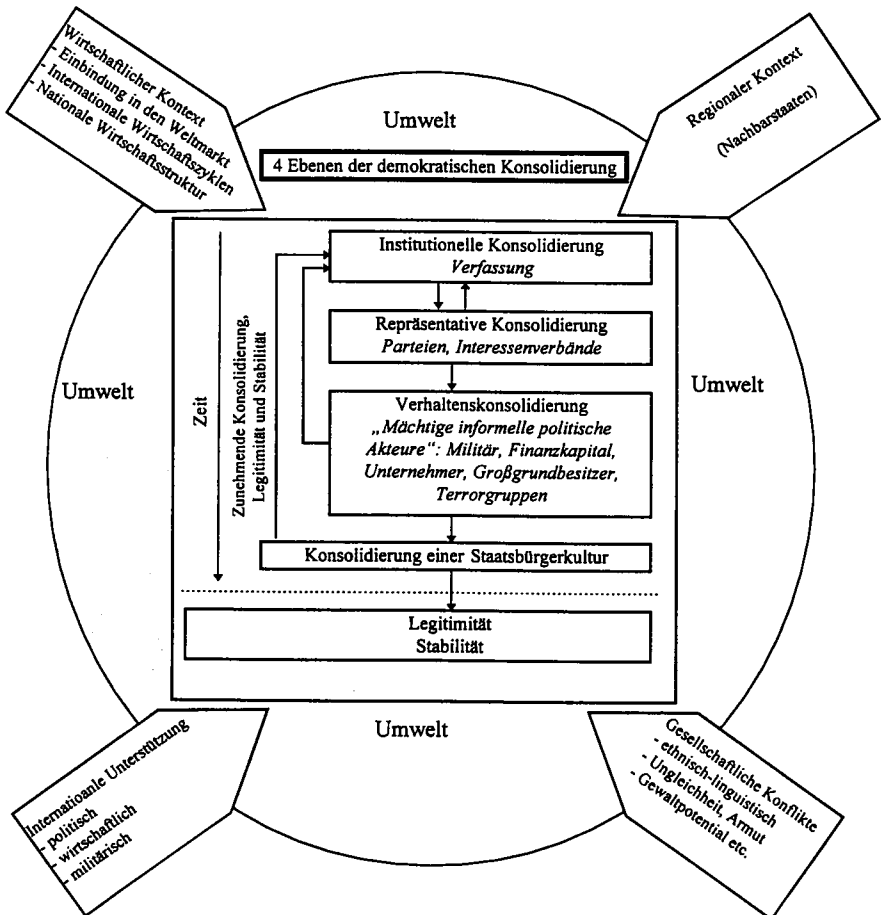 Wirtschaftlicher Kontext
- Einbindung in den Weltmarkt
- Internationale Wirtschaftszyklen
- Nationale Wirtschaftsstruktur
Regionaler Kontext
(Nachbarstaaten)
Umwelt
4 Ebenen der demokratischen Konsolidierung
Institutionelle Konsolidierung
Verfassung
Repräsentative Konsolidierung
Parteien, Interessenverbände
Verhaltenskonsolidierung
„Mächtige informelle politische
Akteure“: Militär, Finanzkapital,
Unternehmer, Großgrundbesitzer,
Terrorgruppen
Konsolidierung einer Staatsbürgerkultur
Legitimität
Stabilität
Zeit
Zunehmende Konsolidierung,
Legitimität und Stabilität
Umwelt
Umwelt
Umwelt
Internatioanle Unterstützung
- politisch
- wirtschaftlich
- militärisch
Gesellschaftliche Konflikte
- ethnisch-linguistisch
- Ungleichheit, Armut
- Gewaltpotential etc.